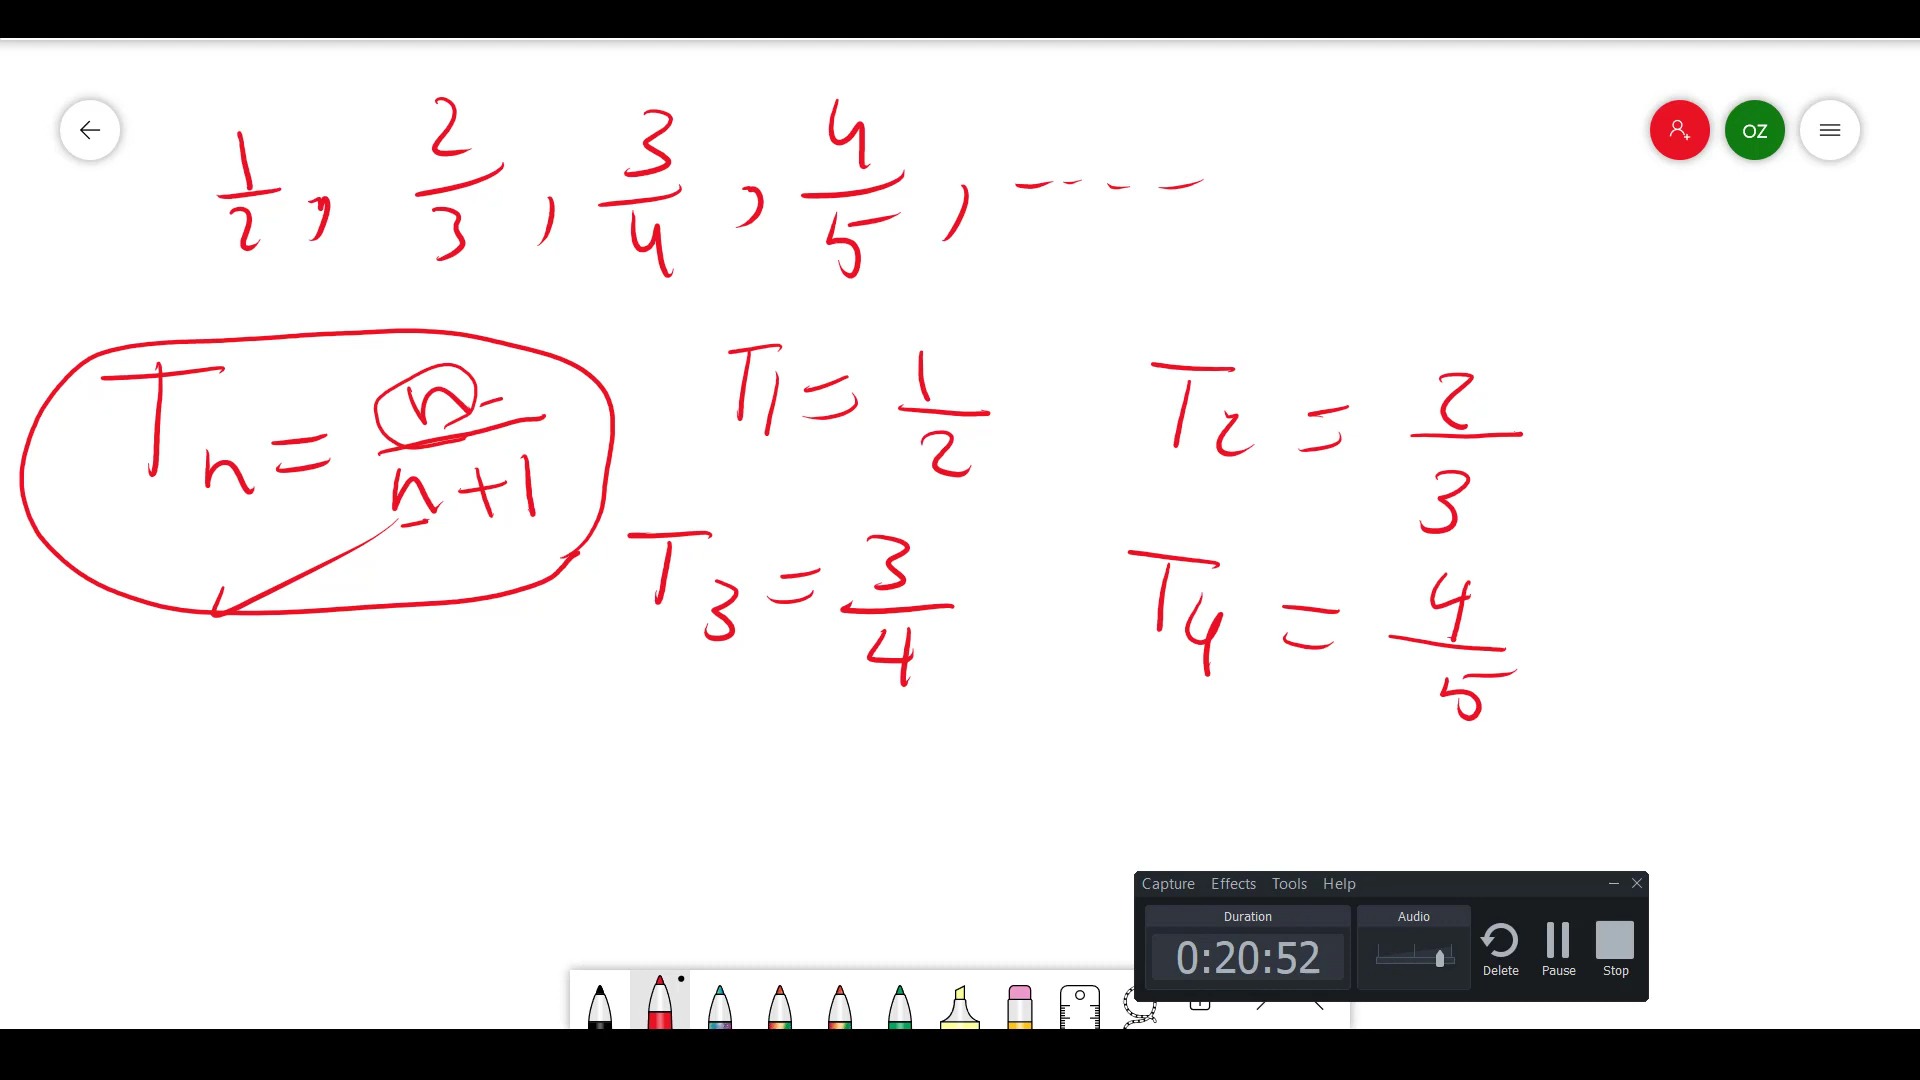 1/2, 2/3, 3/4, 4/5, ----
OZ
Tn = n/n+1
T1 = 1/2
T2 = 2/3
T3 = 3/4
T4 = 4/5
Capture Effects Tools Help
Duration Audio
0:20:52
Delete Pause Stop